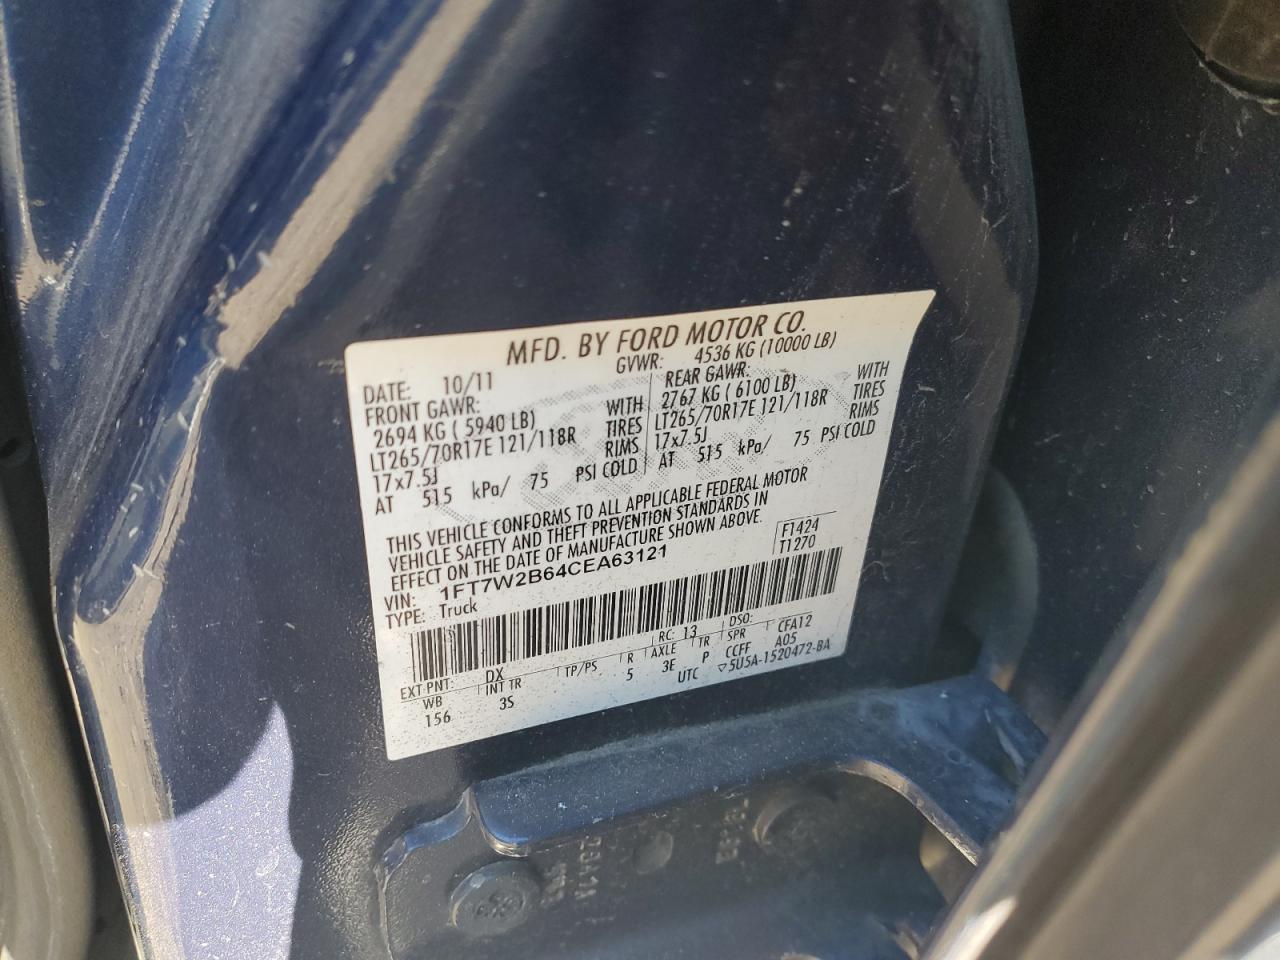 MFD. BY FORD MOTOR CO.
DATE: 10/11 GVWR: 4536 KG (10000 LB)
FRONT GAWR: WITH
2694 KG ( 5940 LB) TIRES
LT265/70R17E 121/118R RIMS
17x7.5J
AT 515 kPa/ 75 PSI COLD
REAR GAWR: WITH
2767 KG ( 6100 LB) TIRES
LT265/70R17E 121/118R RIMS
17x7.5J
AT 515 kPa/ 75 PSI COLD
THIS VEHICLE CONFORMS TO ALL APPLICABLE FEDERAL MOTOR
VEHICLE SAFETY AND THEFT PREVENTION STANDARDS IN
EFFECT ON THE DATE OF MANUFACTURE SHOWN ABOVE.
F1424
T1270
VIN: 1FT7W2B64CEA63121
TYPE: Truck
EXT PNT: DX RC: 13 DSO: CFA12
WB INT TR TP/PS R AXLE TR SPR A05
156 3S 5 3E P CCFF
UTC ▽5U5A-1520472-BA